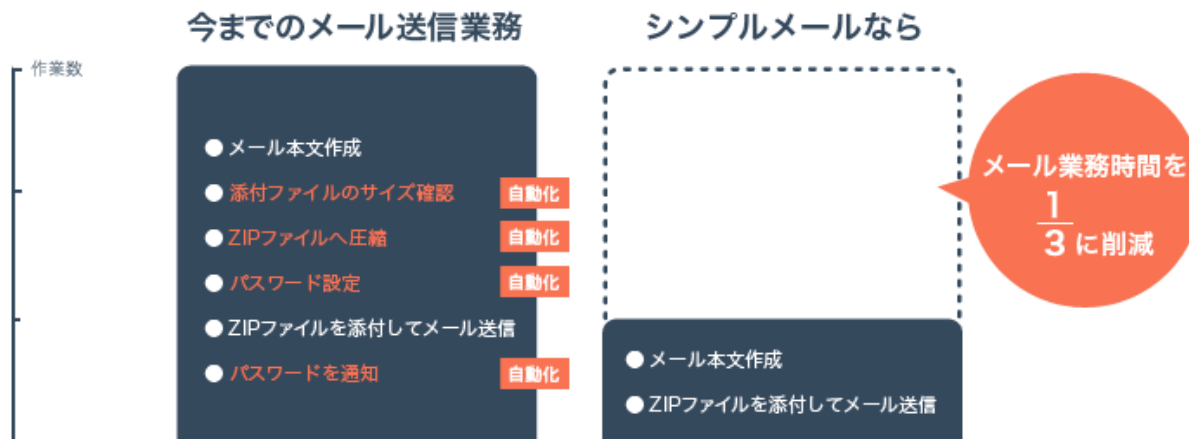 今までのメール送信業務
シンプルメールなら
作業数
●メール本文作成
●添付ファイルのサイズ確認 自動化
●ZIPファイルへ圧縮 自動化
●パスワード設定 自動化
●ZIPファイルを添付してメール送信
●パスワードを通知 自動化
●メール本文作成
●ZIPファイルを添付してメール送信
メール業務時間を
1/3に削減